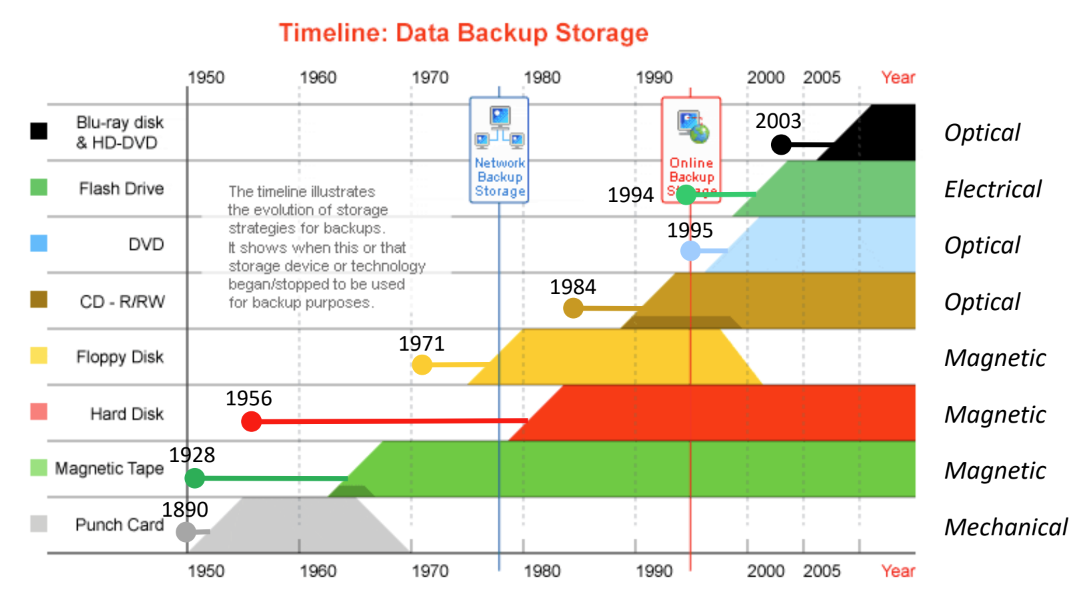 Timeline: Data Backup Storage
1950 1960 1970 1980 1990 2000 2005 Year
Blu-ray disk
& HD-DVD
2003
Optical
Network
Backup
Storage
Online
Backup
Storage
Flash Drive
1994
Electrical
The timeline illustrates
the evolution of storage
strategies for backups.
It shows when this or that
storage device or technology
began/stopped to be used
for backup purposes.
DVD
1995
Optical
CD - R/RW
1984
Optical
Floppy Disk
1971
Magnetic
Hard Disk
1956
Magnetic
Magnetic Tape
1928
Magnetic
Punch Card
1890
Mechanical
1950 1960 1970 1980 1990 2000 2005 Year